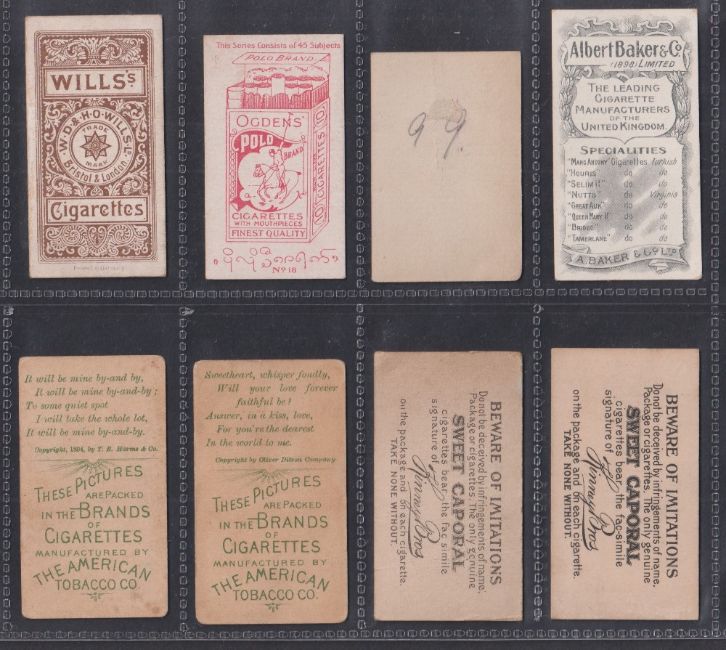 WILLS'S
W.D. & H.O. WILLS, Ld
TRADE
MARK
Bristol & London.
Cigarettes
This Series Consists of 45 Subjects
POLO BRAND
OGDENS'
POLO
BRAND
10 CIGARETTES 10
CIGARETTES
WITH MOUTHPIECES
FINEST QUALITY
No 18
99.
Albert Baker & Co
(1898) LIMITED
THE LEADING
CIGARETTE
MANUFACTURERS
OF THE
UNITED KINGDOM
SPECIALITIES
"MARC ANTONY" Cigarettes Turkish
"HOURIS" do do
"SELIM II" do do
"NUTTS" do Virginia
"GREAT AUK" do do
"QUEEN MARY II" do do
"BRIDGE" do do
"TAMERLANE" do do
A. BAKER & Co LTD
It will be mine by-and by,
It will be mine by-and-by;
To some quiet spot
I will take the whole lot,
It will be mine by-and-by.
Copyright, 1894, by T. B. Harms & Co.
THESE PICTURES
ARE PACKED
IN THE BRANDS
OF
CIGARETTES
MANUFACTURED BY
THE AMERICAN
TOBACCO CO.
Sweetheart, whisper fondly,
Will your love forever
faithful be!
Answer, in a kiss, love,
For you're the dearest
In the world to me.
Copyright by Oliver Ditson Company
THESE PICTURES
ARE PACKED
IN THE BRANDS
OF
CIGARETTES
MANUFACTURED BY
THE AMERICAN
TOBACCO CO.
BEWARE OF IMITATIONS
Do not be deceived by infringements of name,
Package or cigarettes. The only genuine
SWEET CAPORAL
cigarettes bear the fac-simile
signature of Kinney Bros
on the package and on each cigarette.
TAKE NONE WITHOUT.
BEWARE OF IMITATIONS
Do not be deceived by infringements of name,
Package or cigarettes. The only genuine
SWEET CAPORAL
cigarettes bear the fac-simile
signature of Kinney Bros
on the package and on each cigarette
TAKE NONE WITHOUT.